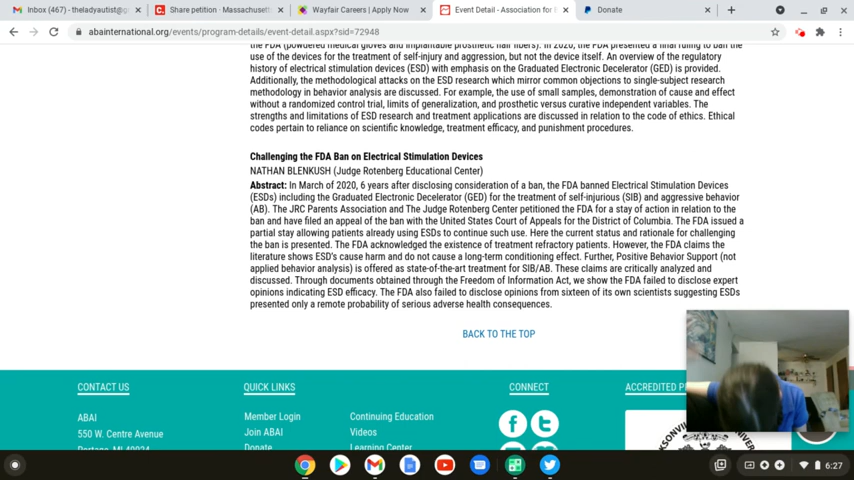 Inbox (467) - theladyautist@g
Share petition · Massachuset
Wayfair Careers | Apply Now
Event Detail - Association for
Donate
abainternational.org/events/program-details/event-detail.aspx?sid=72948
the FDA (powdered medical gloves and implantable prosthetic hair fibers). In 2020, the FDA presented a final ruling to ban the
use of the devices for the treatment of self-injury and aggression, but not the device itself. An overview of the regulatory
history of electrical stimulation devices (ESD) with emphasis on the Graduated Electronic Decelerator (GED) is provided.
Additionally, the methodological attacks on the ESD research which mirror common objections to single-subject research
methodology in behavior analysis are discussed. For example, the use of small samples, demonstration of cause and effect
without a randomized control trial, limits of generalization, and prosthetic versus curative independent variables. The
strengths and limitations of ESD research and treatment applications are discussed in relation to the code of ethics. Ethical
codes pertain to reliance on scientific knowledge, treatment efficacy, and punishment procedures.
Challenging the FDA Ban on Electrical Stimulation Devices
NATHAN BLENKUSH (Judge Rotenberg Educational Center)
Abstract: In March of 2020, 6 years after disclosing consideration of a ban, the FDA banned Electrical Stimulation Devices
(ESDs) including the Graduated Electronic Decelerator (GED) for the treatment of self-injurious (SIB) and aggressive behavior
(AB). The JRC Parents Association and The Judge Rotenberg Center petitioned the FDA for a stay of action in relation to the
ban and have filed an appeal of the ban with the United States Court of Appeals for the District of Columbia. The FDA issued a
partial stay allowing patients already using ESDs to continue such use. Here the current status and rationale for challenging
the ban is presented. The FDA acknowledged the existence of treatment refractory patients. However, the FDA claims the
literature shows ESD's cause harm and do not cause a long-term conditioning effect. Further, Positive Behavior Support (not
applied behavior analysis) is offered as state-of-the-art treatment for SIB/AB. These claims are critically analyzed and
discussed. Through documents obtained through the Freedom of Information Act, we show the FDA failed to disclose expert
opinions indicating ESD efficacy. The FDA also failed to disclose opinions from sixteen of its own scientists suggesting ESDs
presented only a remote probability of serious adverse health consequences.
BACK TO THE TOP
CONTACT US
QUICK LINKS
CONNECT
ACCREDITED P
ABAI
550 W. Centre Avenue
Portage, MI 49024
Member Login
Join ABAI
Donate
Continuing Education
Videos
Learning Center
6:27